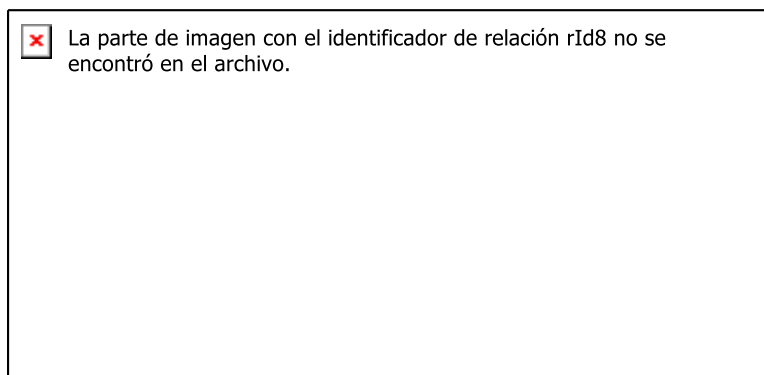 La parte de imagen con el identificador de relación rId8 no se
encontró en el archivo.